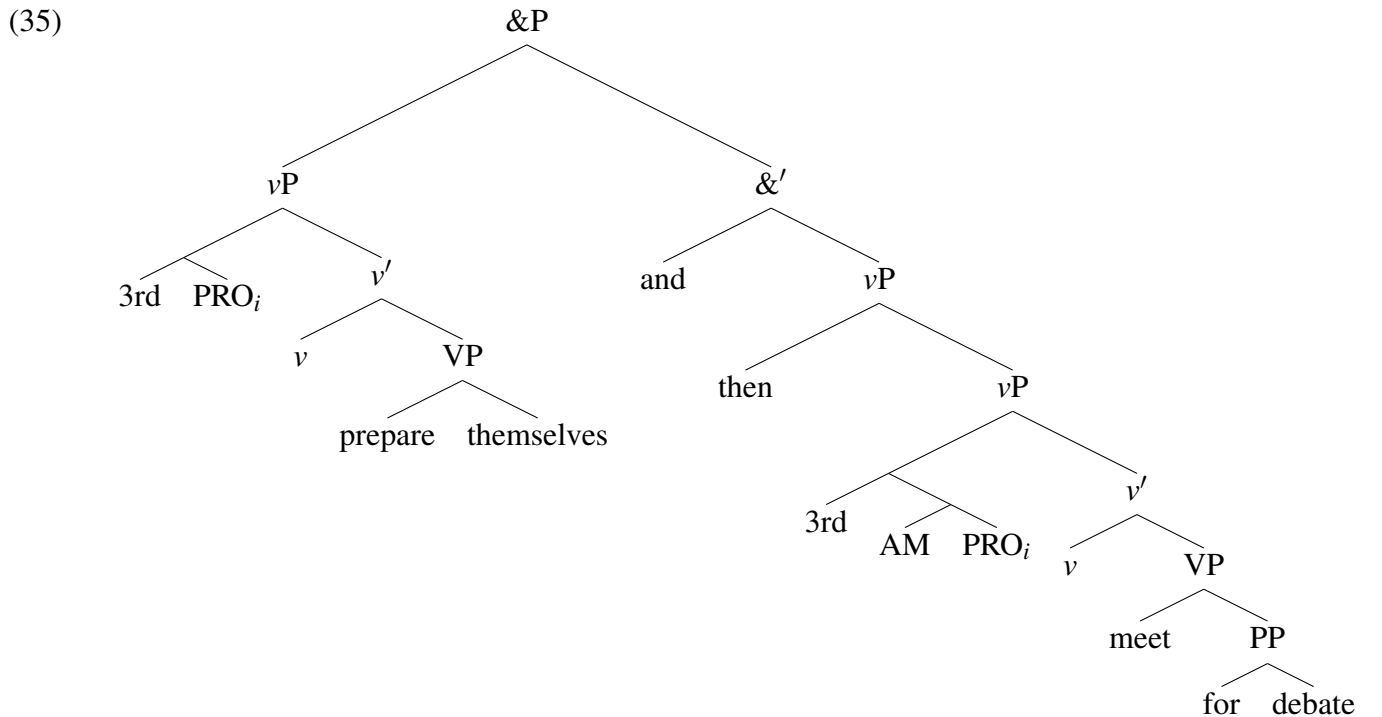 (35) &P
vP &′
3rd PROi v′ and vP
v VP then vP
prepare themselves
3rd AM PROi v′
v VP
meet PP
for debate